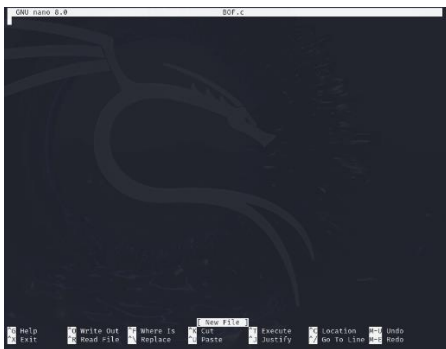 GNU nano 8.0 BOF.c
[ New File ]
^G Help ^O Write Out ^F Where Is ^K Cut ^T Execute ^C Location M-U Undo
^X Exit ^R Read File ^\ Replace ^U Paste ^J Justify ^/ Go To Line M-E Redo